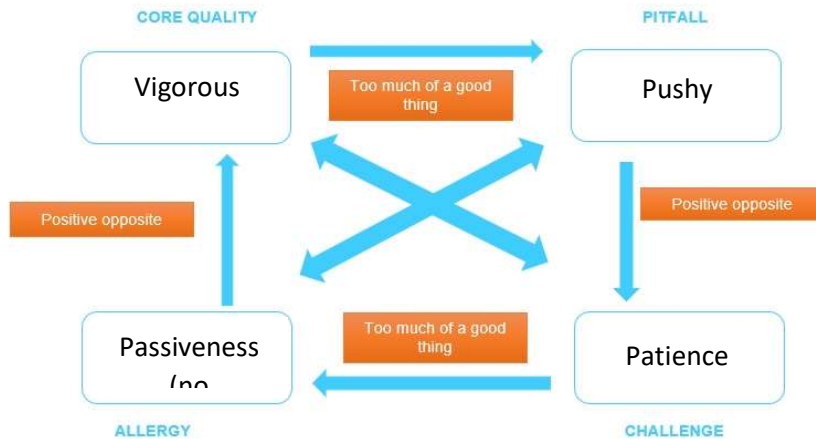 CORE QUALITY
PITFALL
Vigorous
Too much of a good
thing
Pushy
Positive opposite
Positive opposite
Passiveness
(no
Too much of a good
thing
Patience
ALLERGY
CHALLENGE